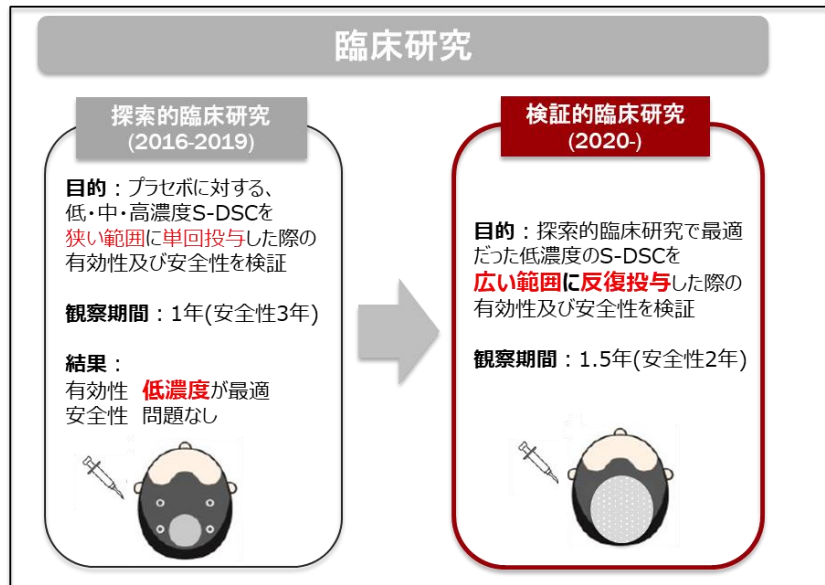 臨床研究
探索的臨床研究
(2016-2019)
目的：プラセボに対する、
低・中・高濃度S-DSCを
狭い範囲に単回投与した際の
有効性及び安全性を検証
観察期間：1年(安全性3年)
結果：
有効性 低濃度が最適
安全性 問題なし
検証的臨床研究
(2020-)
目的：探索的臨床研究で最適
だった低濃度のS-DSCを
広い範囲に反復投与した際の
有効性及び安全性を検証
観察期間：1.5年(安全性2年)